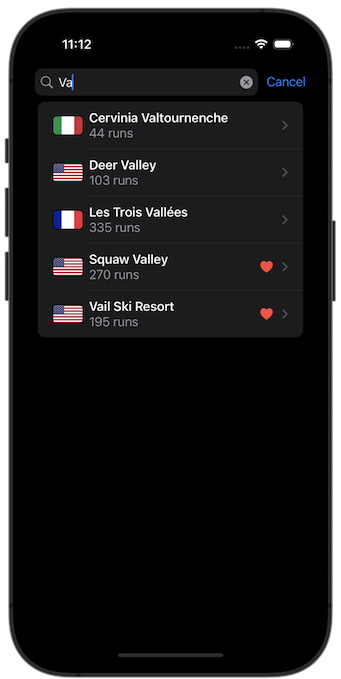 11:12
Va
Cancel
Cervinia Valtournenche
44 runs
Deer Valley
103 runs
Les Trois Vallées
335 runs
Squaw Valley
270 runs
Vail Ski Resort
195 runs